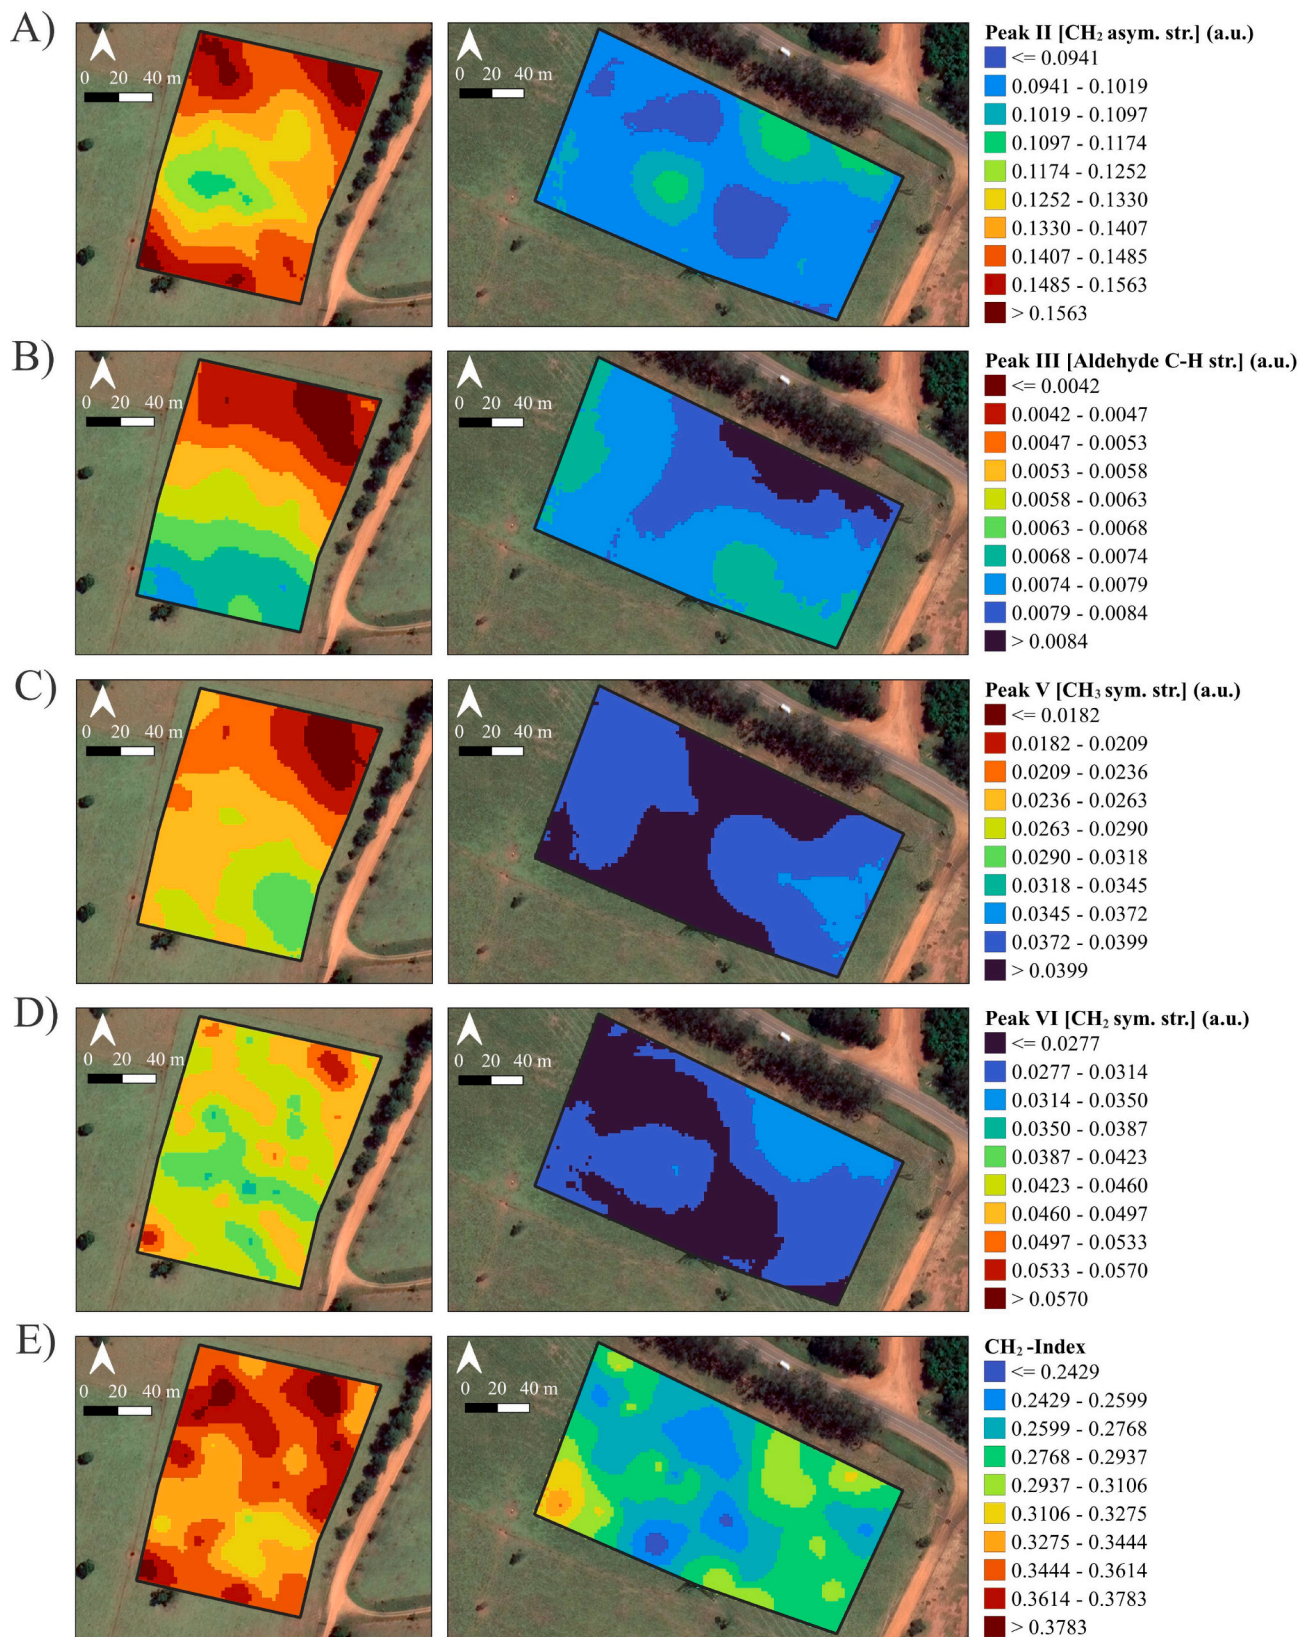 A)
0 20 40 m
0 20 40 m
Peak II [CH₂ asym. str.] (a.u.)
<= 0.0941
0.0941 - 0.1019
0.1019 - 0.1097
0.1097 - 0.1174
0.1174 - 0.1252
0.1252 - 0.1330
0.1330 - 0.1407
0.1407 - 0.1485
0.1485 - 0.1563
> 0.1563
B)
0 20 40 m
0 20 40 m
Peak III [Aldehyde C-H str.] (a.u.)
<= 0.0042
0.0042 - 0.0047
0.0047 - 0.0053
0.0053 - 0.0058
0.0058 - 0.0063
0.0063 - 0.0068
0.0068 - 0.0074
0.0074 - 0.0079
0.0079 - 0.0084
> 0.0084
C)
0 20 40 m
0 20 40 m
Peak V [CH₃ sym. str.] (a.u.)
<= 0.0182
0.0182 - 0.0209
0.0209 - 0.0236
0.0236 - 0.0263
0.0263 - 0.0290
0.0290 - 0.0318
0.0318 - 0.0345
0.0345 - 0.0372
0.0372 - 0.0399
> 0.0399
D)
0 20 40 m
0 20 40 m
Peak VI [CH₂ sym. str.] (a.u.)
<= 0.0277
0.0277 - 0.0314
0.0314 - 0.0350
0.0350 - 0.0387
0.0387 - 0.0423
0.0423 - 0.0460
0.0460 - 0.0497
0.0497 - 0.0533
0.0533 - 0.0570
> 0.0570
E)
0 20 40 m
0 20 40 m
CH₂ -Index
<= 0.2429
0.2429 - 0.2599
0.2599 - 0.2768
0.2768 - 0.2937
0.2937 - 0.3106
0.3106 - 0.3275
0.3275 - 0.3444
0.3444 - 0.3614
0.3614 - 0.3783
> 0.3783